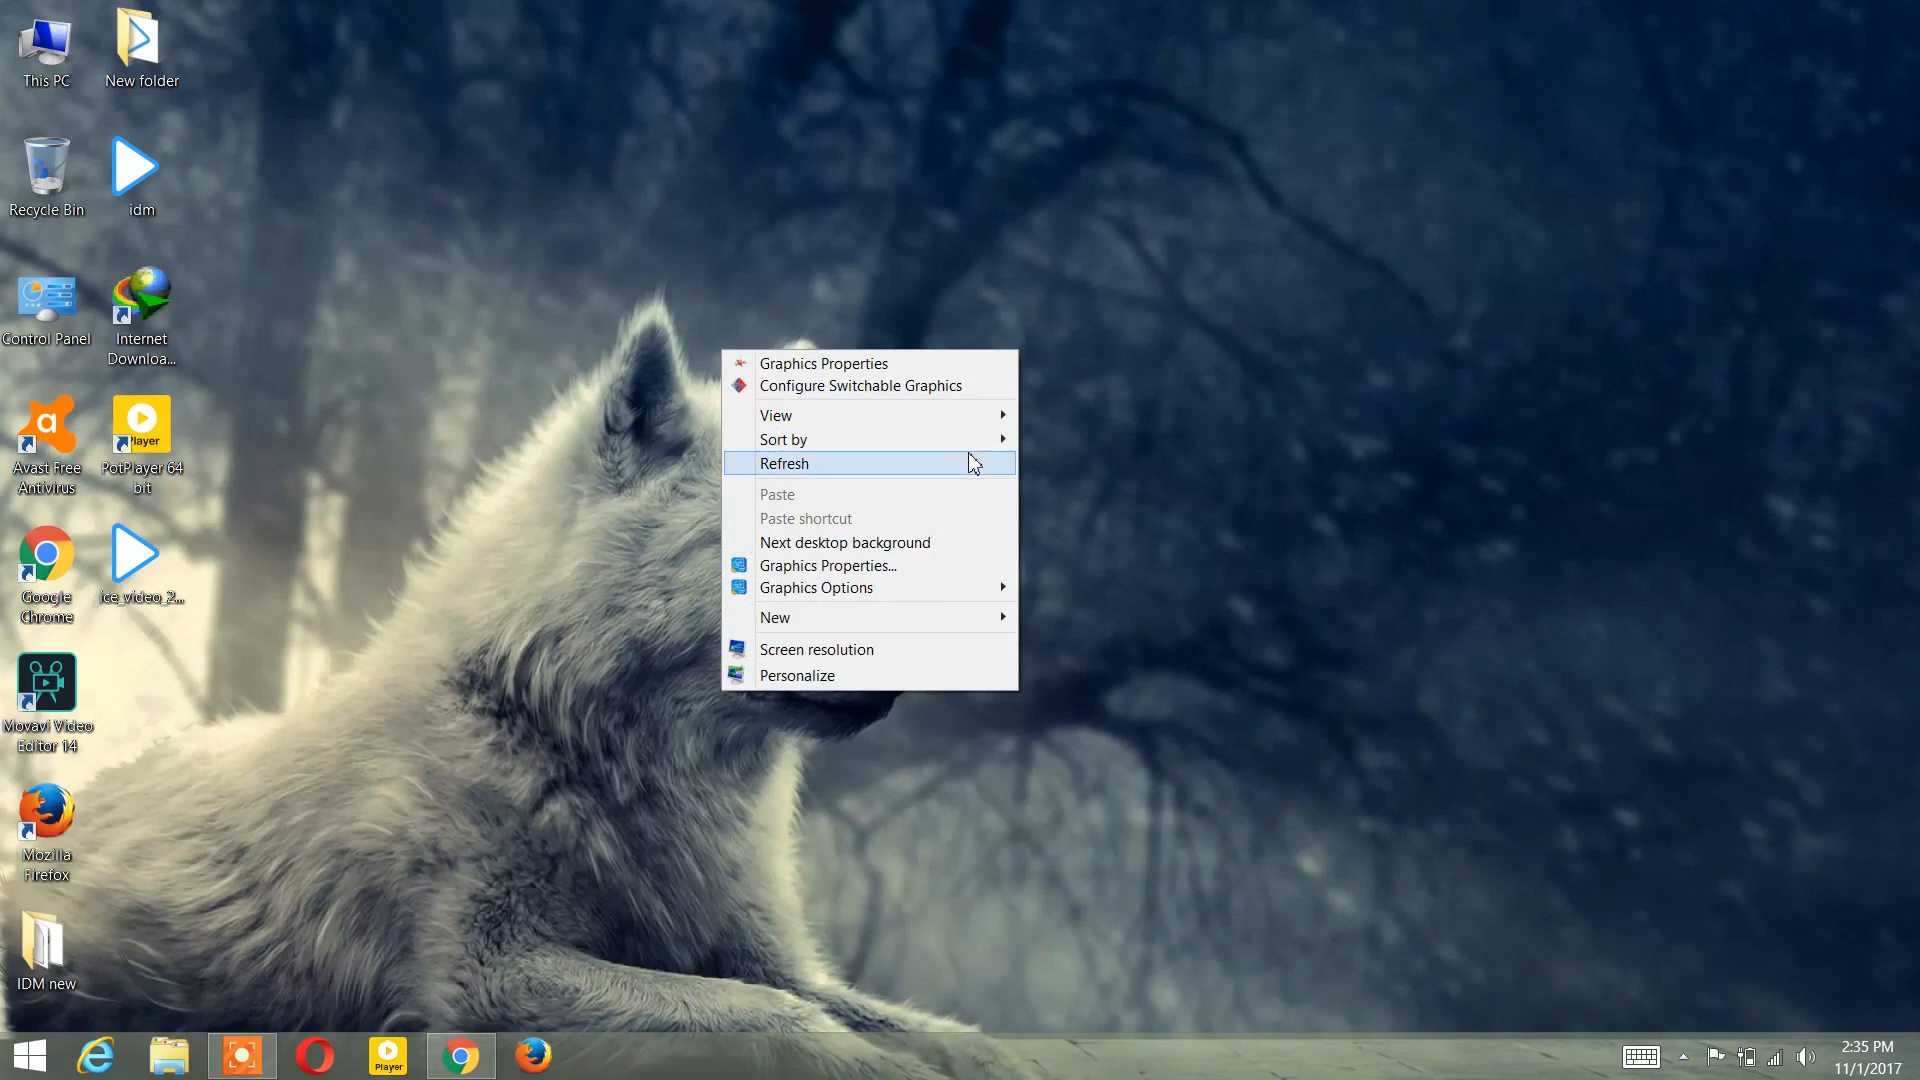 This PC
New folder
Recycle Bin
idm
Control Panel
Internet
Downloa...
Avast Free
Antivirus
Player
PotPlayer 64
bit
Google
Chrome
ice_video_2...
Movavi Video
Editor 14
Mozilla
Firefox
IDM new
Graphics Properties
Configure Switchable Graphics
View
Sort by
Refresh
Paste
Paste shortcut
Next desktop background
Graphics Properties...
Graphics Options
New
Screen resolution
Personalize
Player
2:35 PM
11/1/2017